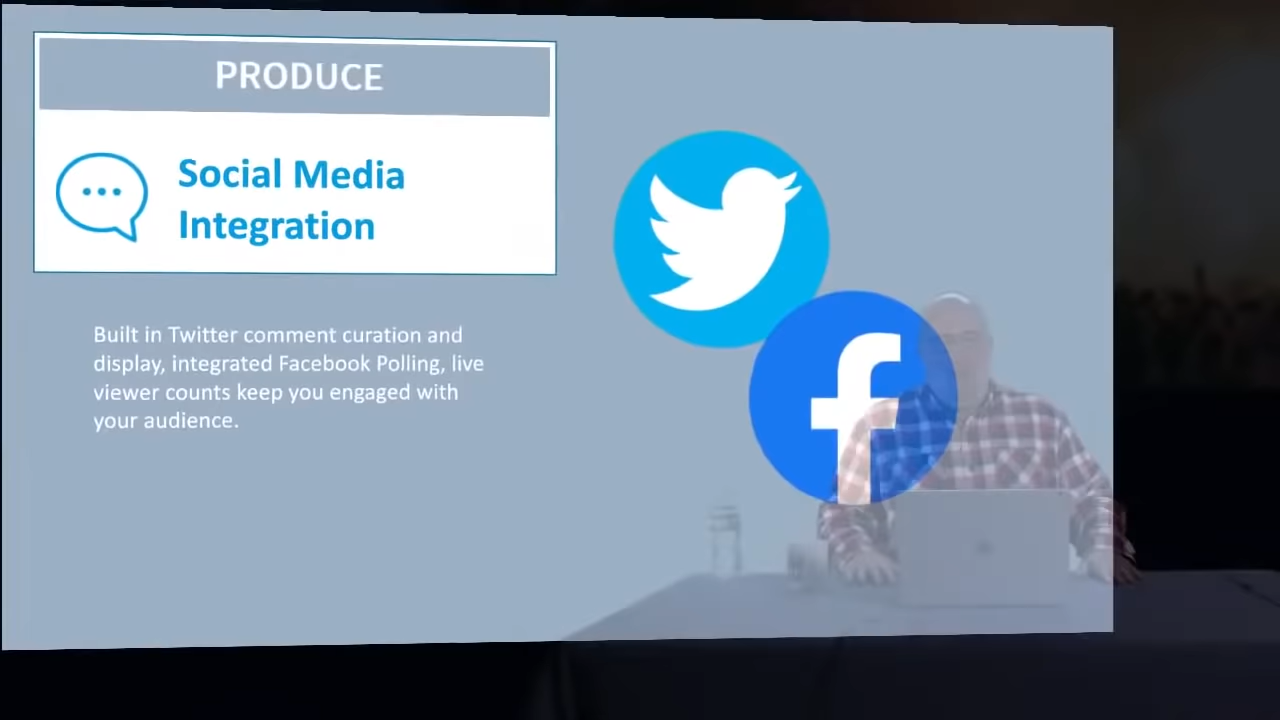 PRODUCE
Social Media
Integration
Built in Twitter comment curation and
display, integrated Facebook Polling, live
viewer counts keep you engaged with
your audience.